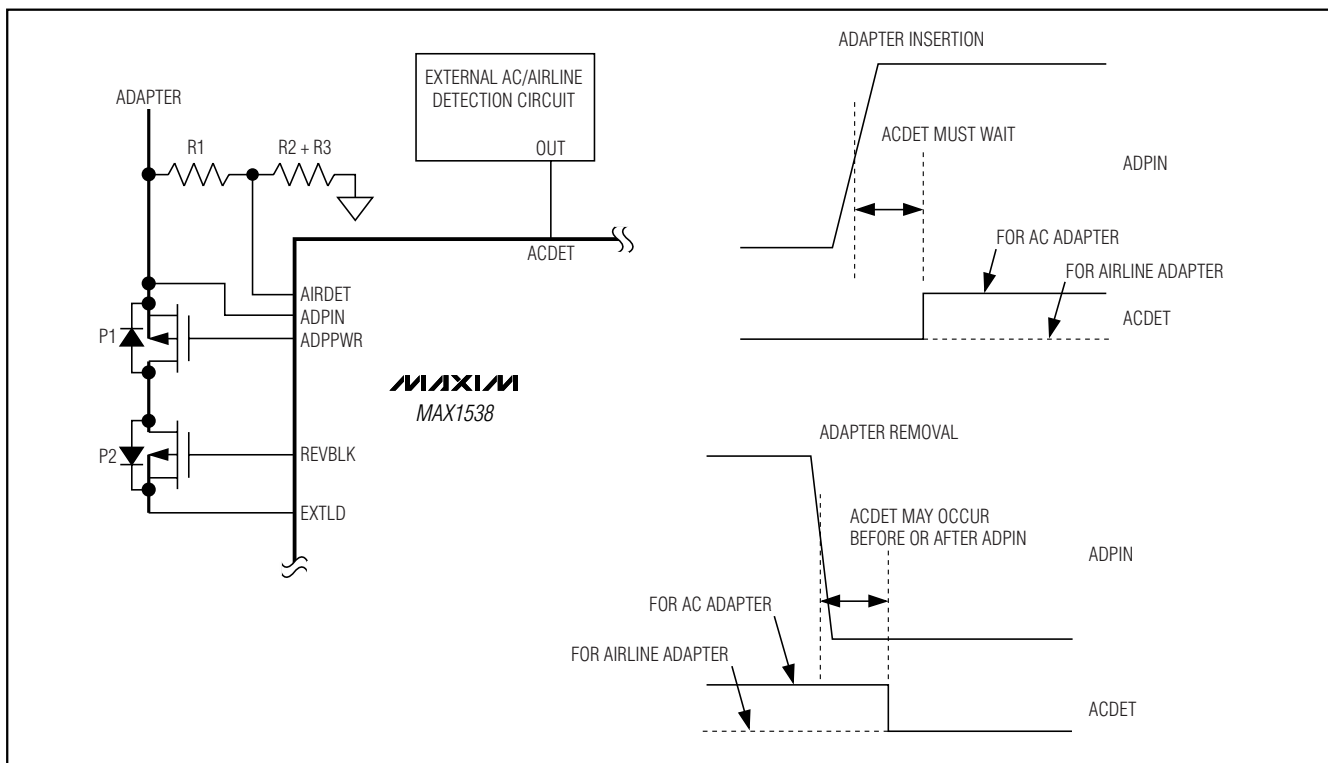 ADAPTER
R1
R2 + R3
EXTERNAL AC/AIRLINE
DETECTION CIRCUIT
OUT
ACDET
AIRDET
ADPIN
ADPPWR
P1
MAXIM
MAX1538
P2
REVBLK
EXTLD
ADAPTER INSERTION
ACDET MUST WAIT
ADPIN
FOR AC ADAPTER
FOR AIRLINE ADAPTER
ACDET
ADAPTER REMOVAL
ACDET MAY OCCUR
BEFORE OR AFTER ADPIN
ADPIN
FOR AC ADAPTER
FOR AIRLINE ADAPTER
ACDET